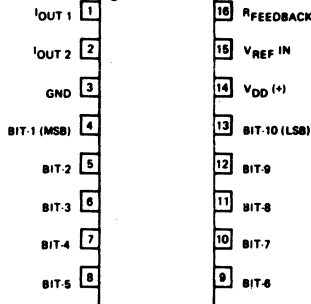 IOUT 1 1 16 RFEEDBACK
IOUT 2 2 15 VREF IN
GND 3 14 VDD (+)
BIT-1 (MSB) 4 13 BIT-10 (LSB)
BIT-2 5 12 BIT-9
BIT-3 6 11 BIT-8
BIT-4 7 10 BIT-7
BIT-5 8 9 BIT-6